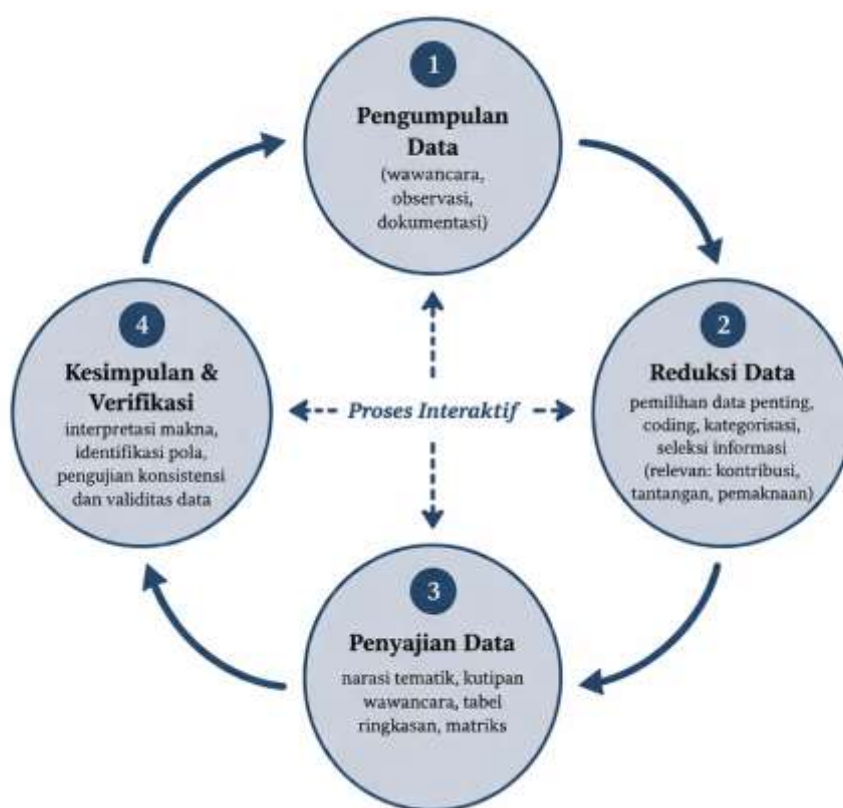 1
Pengumpulan
Data
(wawancara,
observasi,
dokumentasi)
2
Reduksi Data
pemilihan data penting,
coding, kategorisasi,
seleksi informasi
(relevan: kontribusi,
tantangan, pemaknaan)
3
Penyajian Data
narasi tematik, kutipan
wawancara, tabel
ringkasan, matriks
4
Kesimpulan &
Verifikasi
interpretasi makna,
identifikasi pola,
pengujian konsistensi
dan validitas data
Proses Interaktif